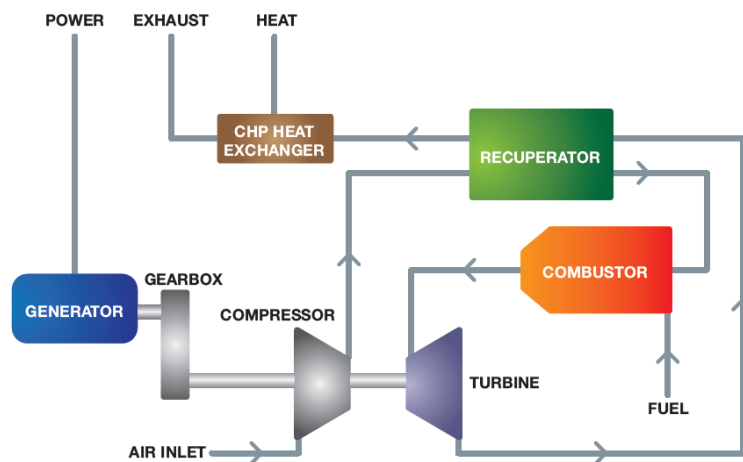 POWER
EXHAUST
HEAT
CHP HEAT
EXCHANGER
RECUPERATOR
COMBUSTOR
GEARBOX
GENERATOR
COMPRESSOR
TURBINE
FUEL
AIR INLET